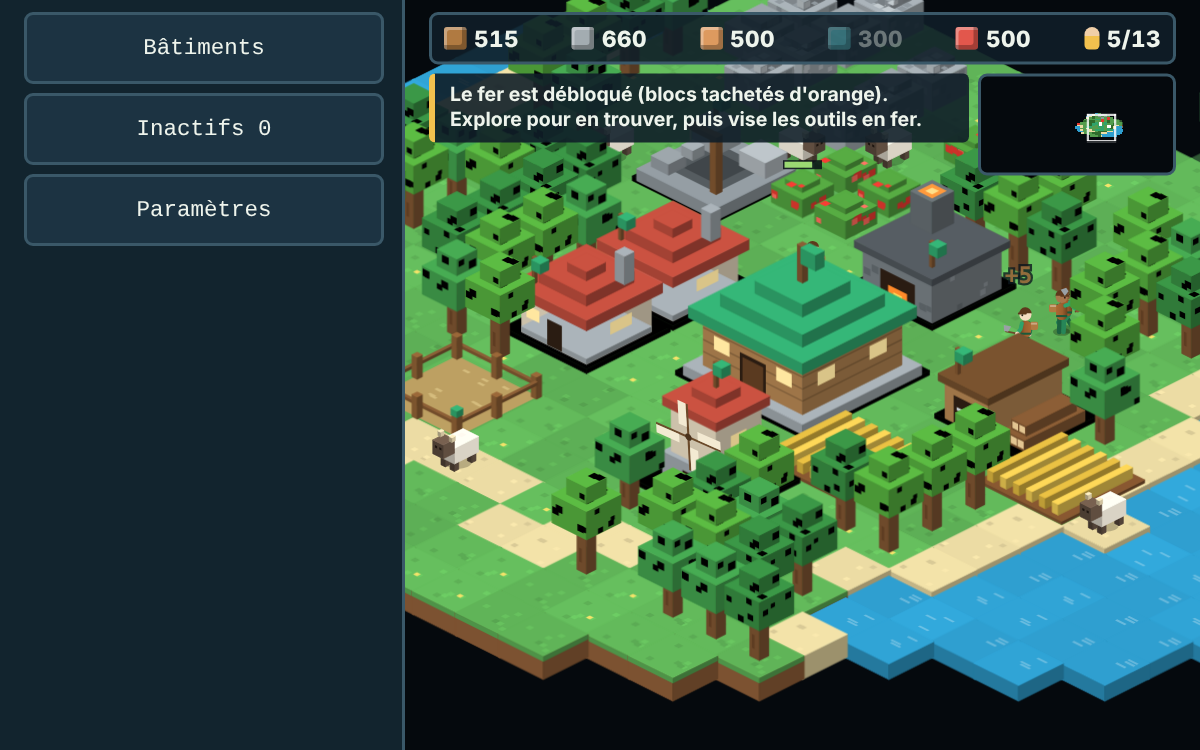 Bâtiments
Inactifs 0
Paramètres
515 660 500 300 500 5/13
Le fer est débloqué (blocs tachetés d'orange).
Explore pour en trouver, puis vise les outils en fer.
+5